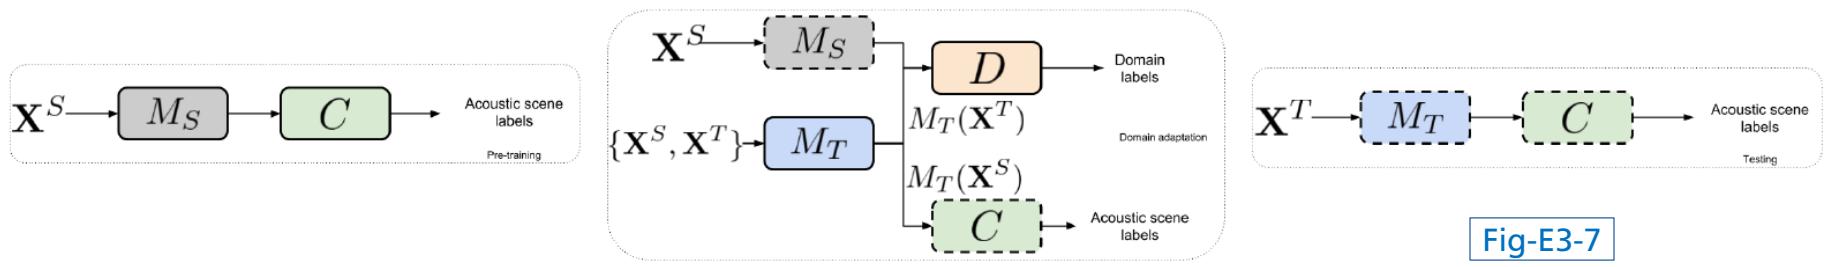 X^S
M_S
C
Acoustic scene
labels
Pre-training
X^S
M_S
D
Domain
labels
M_T(X^T)
{X^S, X^T}
M_T
Domain adaptation
M_T(X^S)
C
Acoustic scene
labels
X^T
M_T
C
Acoustic scene
labels
Testing
Fig-E3-7